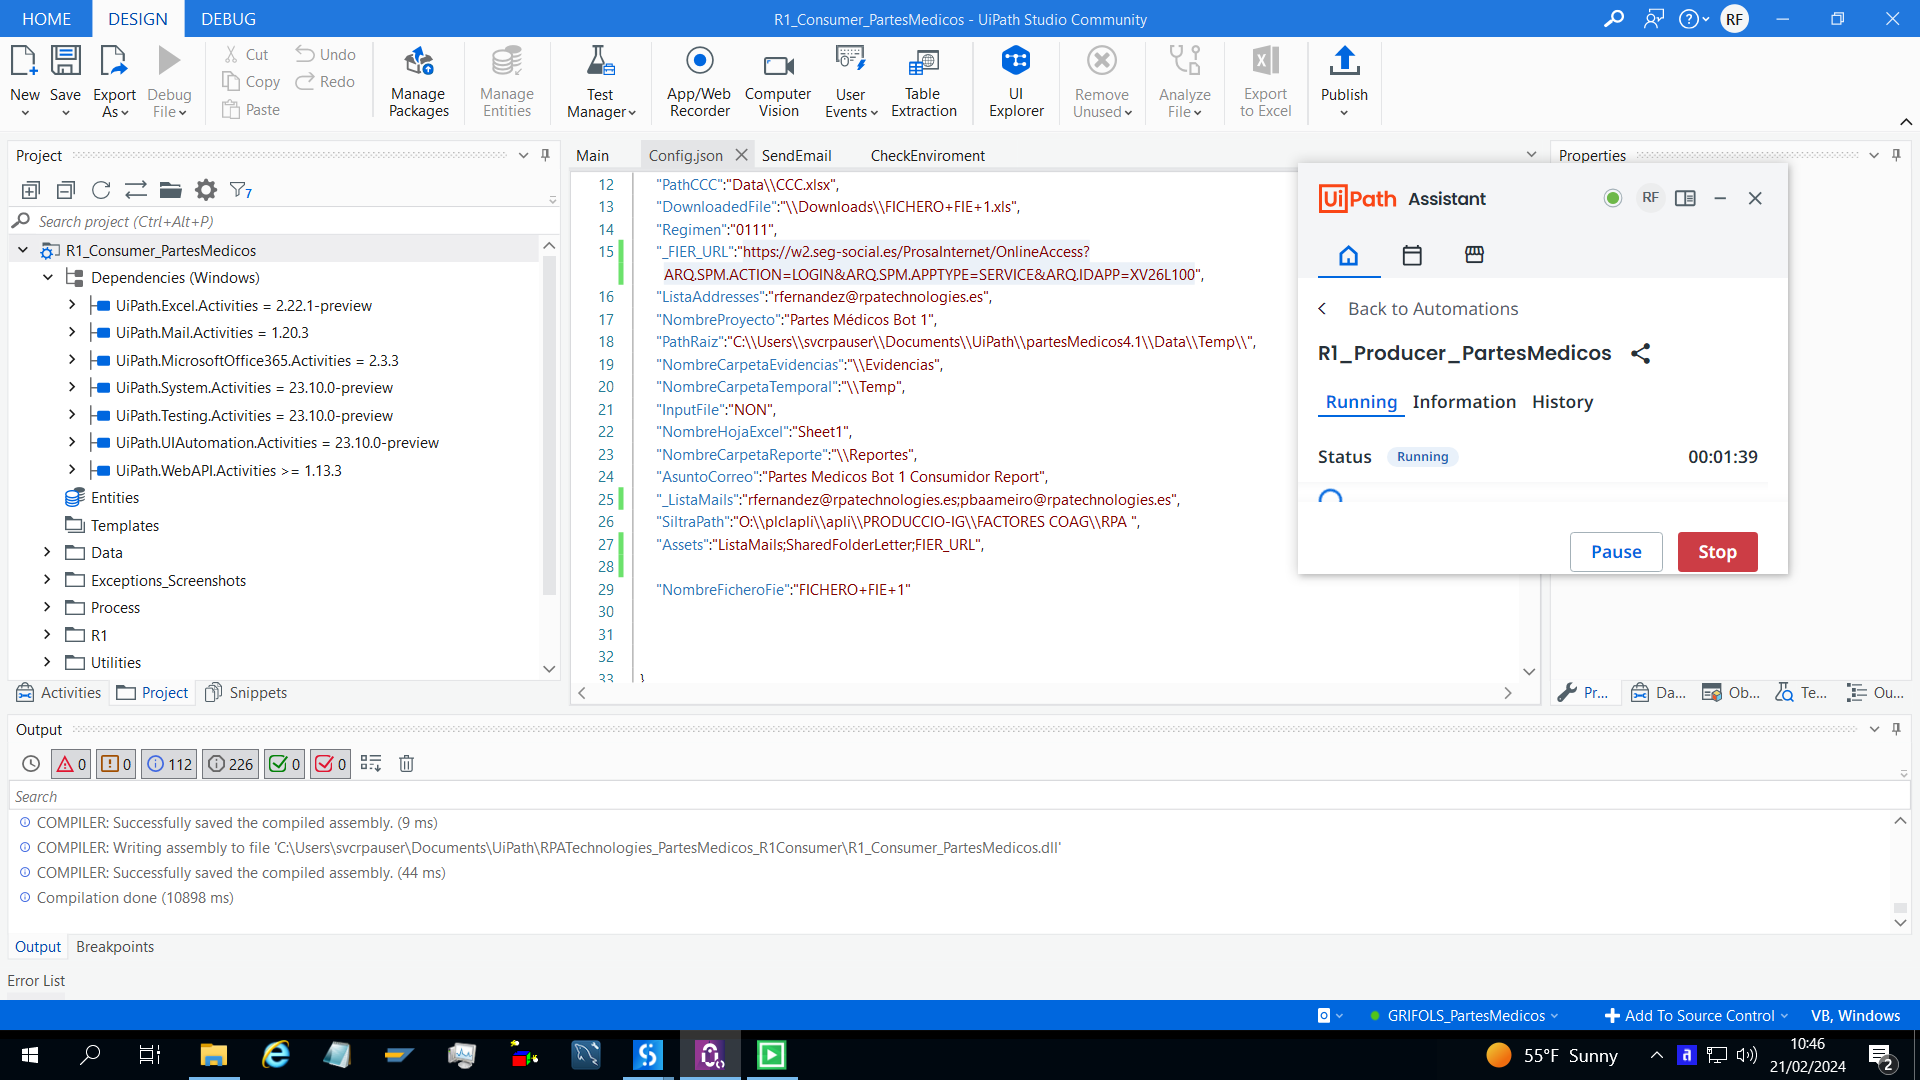 HOME
DESIGN
DEBUG
R1_Consumer_PartesMedicos - UiPath Studio Community
RF
New
Save
Export As
Debug File
Cut
Copy
Paste
Undo
Redo
Manage Packages
Manage Entities
Test Manager
App/Web Recorder
Computer Vision
User Events
Table Extraction
UI Explorer
Remove Unused
Analyze File
Export to Excel
Publish
Project
7
Search project (Ctrl+Alt+P)
R1_Consumer_PartesMedicos
Dependencies (Windows)
UiPath.Excel.Activities = 2.22.1-preview
UiPath.Mail.Activities = 1.20.3
UiPath.MicrosoftOffice365.Activities = 2.3.3
UiPath.System.Activities = 23.10.0-preview
UiPath.Testing.Activities = 23.10.0-preview
UiPath.UIAutomation.Activities = 23.10.0-preview
UiPath.WebAPI.Activities >= 1.13.3
Entities
Templates
Data
Exceptions_Screenshots
Process
R1
Utilities
Activities
Project
Snippets
Main
Config.json
SendEmail
CheckEnviroment
12 "PathCCC":"Data\\CCC.xlsx",
13 "DownloadedFile":"\\Downloads\\FICHERO+FIE+1.xls",
14 "Regimen":"0111",
15 "_FIER_URL":"https://w2.seg-social.es/ProsaInternet/OnlineAccess?
ARQ.SPM.ACTION=LOGIN&ARQ.SPM.APPTYPE=SERVICE&ARQ.IDAPP=XV26L100",
16 "ListaAddresses":"rfernandez@rpatechnologies.es",
17 "NombreProyecto":"Partes Médicos Bot 1",
18 "PathRaiz":"C:\\Users\\svcrpauser\\Documents\\UiPath\\partesMedicos4.1\\Data\\Temp\\",
19 "NombreCarpetaEvidencias":"\\Evidencias",
20 "NombreCarpetaTemporal":"\\Temp",
21 "InputFile":"NON",
22 "NombreHojaExcel":"Sheet1",
23 "NombreCarpetaReporte":"\\Reportes",
24 "AsuntoCorreo":"Partes Medicos Bot 1 Consumidor Report",
25 "_ListaMails":"rfernandez@rpatechnologies.es;pbaameiro@rpatechnologies.es",
26 "SiltraPath":"O:\\plclapli\\apli\\PRODUCCIO-IG\\FACTORES COAG\\RPA ",
27 "Assets":"ListaMails;SharedFolderLetter;FIER_URL",
28
29 "NombreFicheroFie":"FICHERO+FIE+1"
30
31
32
33 }
Properties
UiPath Assistant
RF
Back to Automations
R1_Producer_PartesMedicos
Running
Information
History
Status
Running
00:01:39
Pause
Stop
Pr...
Da...
Ob...
Te...
Ou...
Output
0
0
112
226
0
0
Search
COMPILER: Successfully saved the compiled assembly. (9 ms)
COMPILER: Writing assembly to file 'C:\Users\svcrpauser\Documents\UiPath\RPATechnologies_PartesMedicos_R1Consumer\R1_Consumer_PartesMedicos.dll'
COMPILER: Successfully saved the compiled assembly. (44 ms)
Compilation done (10898 ms)
Output
Breakpoints
Error List
GRIFOLS_PartesMedicos
Add To Source Control
VB, Windows
55°F Sunny
a
10:46
21/02/2024
2